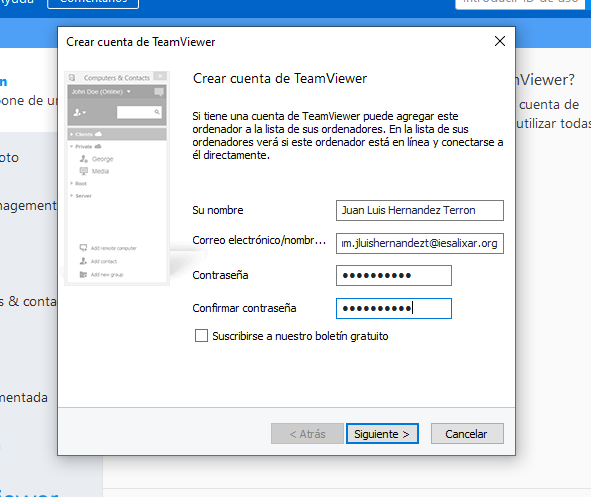 Ayuda
Comentarios
Introducir ID de uso
Crear cuenta de TeamViewer
Computers & Contacts
John Doe (Online)
Clients
Private
George
Media
Root
Server
Add remote computer
Add contact
Add new group
Crear cuenta de TeamViewer
Si tiene una cuenta de TeamViewer puede agregar este
ordenador a la lista de sus ordenadores. En la lista de sus
ordenadores verá si este ordenador está en línea y conectarse a
él directamente.
Su nombre
Juan Luis Hernandez Terron
Correo electrónico/nombr...
m.jluishernandezt@iesalixar.org
Contraseña
●●●●●●●●●●
Confirmar contraseña
●●●●●●●●●●
Suscribirse a nuestro boletín gratuito
< Atrás
Siguiente >
Cancelar
n
pone de un
oto
nagement
s & conta
mentada
iewer
mViewer?
cuenta de
utilizar todas